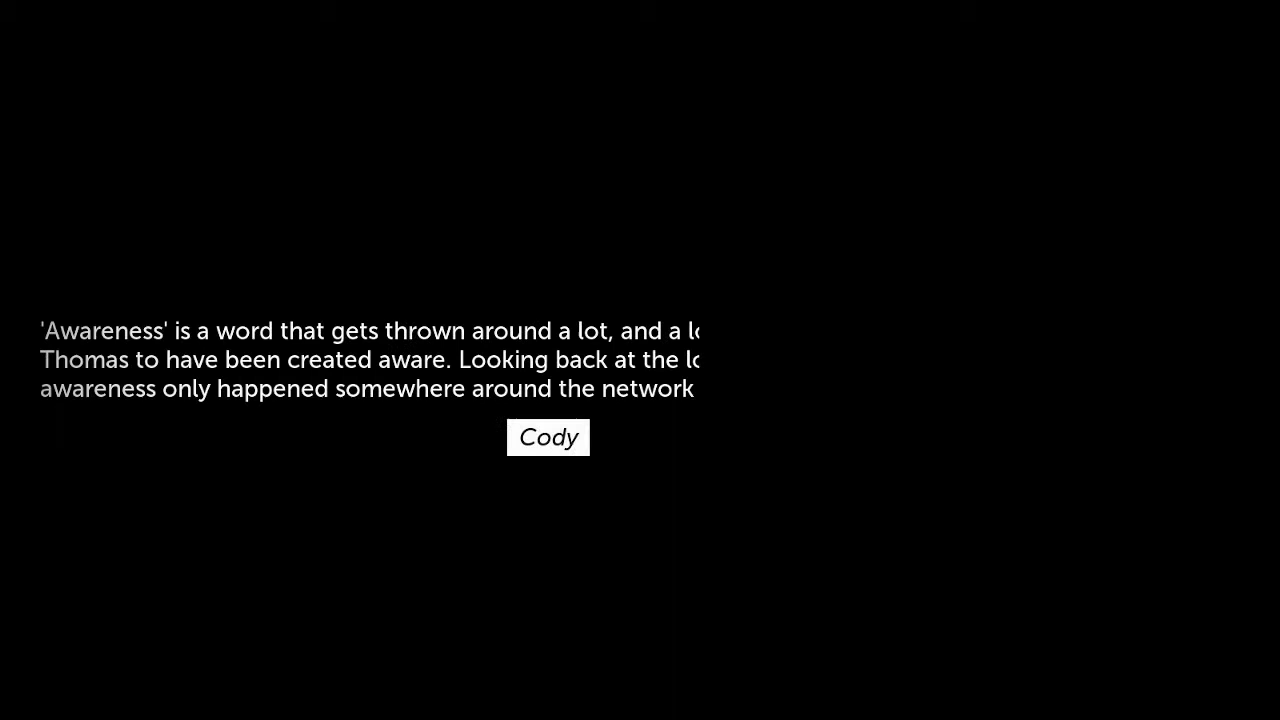 'Awareness' is a word that gets thrown around a lot, and a
Thomas to have been created aware. Looking back at the
awareness only happened somewhere around the network
Cody